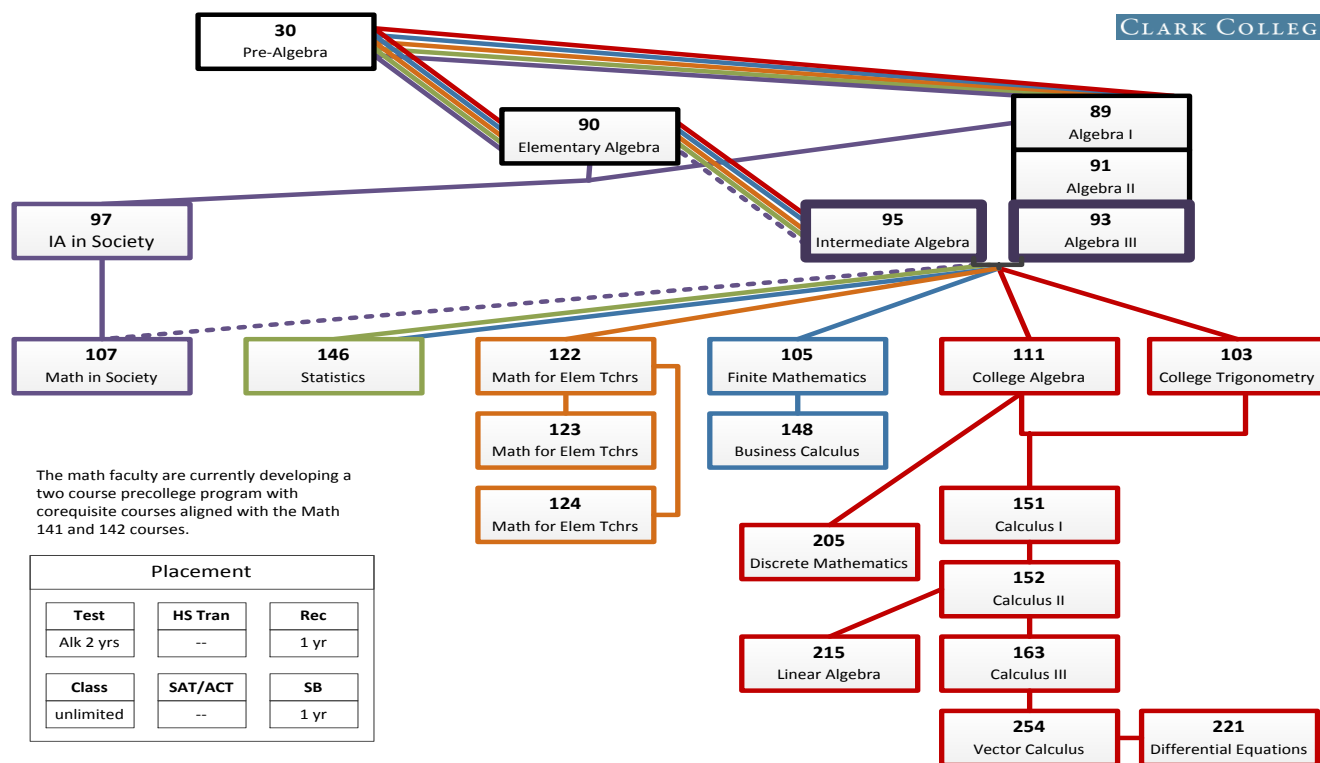 CLARK COLLEG
30
Pre-Algebra
90
Elementary Algebra
89
Algebra I
91
Algebra II
97
IA in Society
95
Intermediate Algebra
93
Algebra III
107
Math in Society
146
Statistics
122
Math for Elem Tchrs
105
Finite Mathematics
111
College Algebra
103
College Trigonometry
123
Math for Elem Tchrs
148
Business Calculus
The math faculty are currently developing a
two course precollege program with
corequisite courses aligned with the Math
141 and 142 courses.
124
Math for Elem Tchrs
151
Calculus I
205
Discrete Mathematics
152
Calculus II
215
Linear Algebra
163
Calculus III
254
Vector Calculus
221
Differential Equations
Placement
Test
HS Tran
Rec
Alk 2 yrs
--
1 yr
Class
SAT/ACT
SB
unlimited
--
1 yr